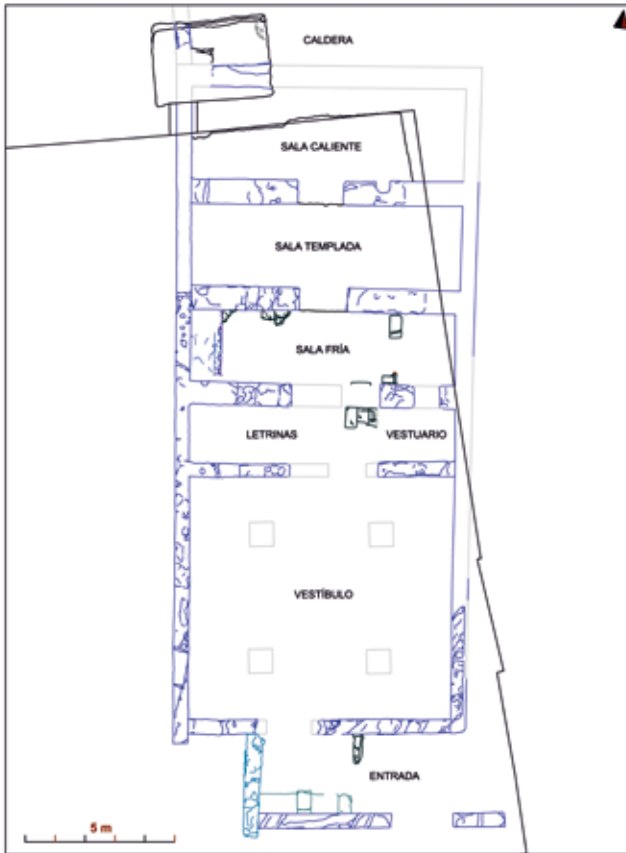 CALDERA
SALA CALIENTE
SALA TEMPLADA
SALA FRÍA
LETRINAS VESTUARIO
VESTÍBULO
ENTRADA
5 m